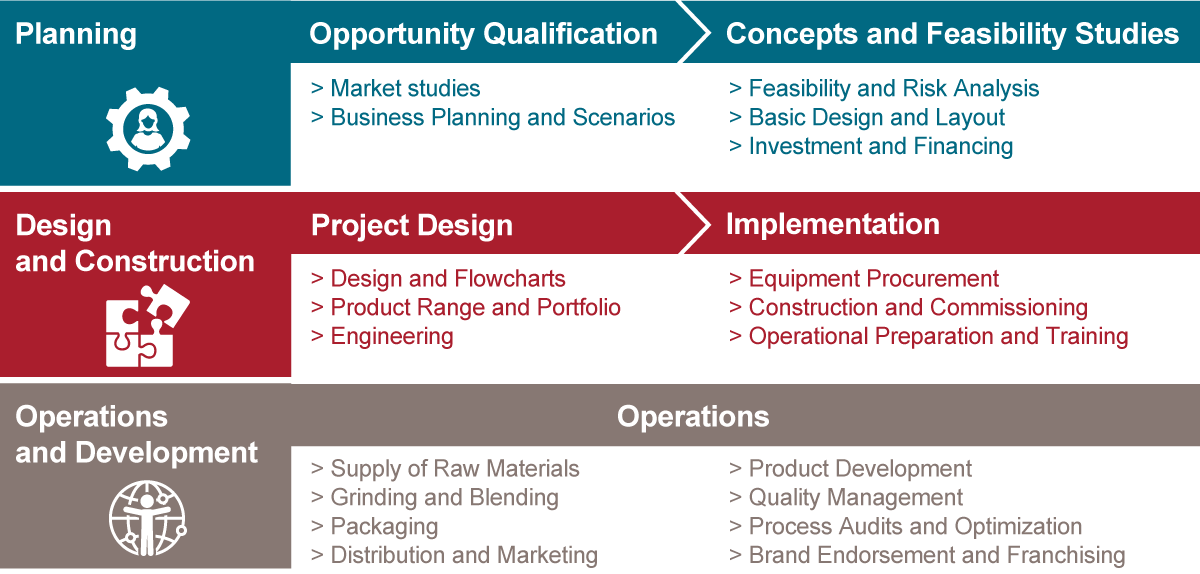 Planning
Opportunity Qualification
Concepts and Feasibility Studies
> Market studies
> Business Planning and Scenarios
> Feasibility and Risk Analysis
> Basic Design and Layout
> Investment and Financing
Design
and Construction
Project Design
Implementation
> Design and Flowcharts
> Product Range and Portfolio
> Engineering
> Equipment Procurement
> Construction and Commissioning
> Operational Preparation and Training
Operations
and Development
Operations
> Supply of Raw Materials
> Grinding and Blending
> Packaging
> Distribution and Marketing
> Product Development
> Quality Management
> Process Audits and Optimization
> Brand Endorsement and Franchising